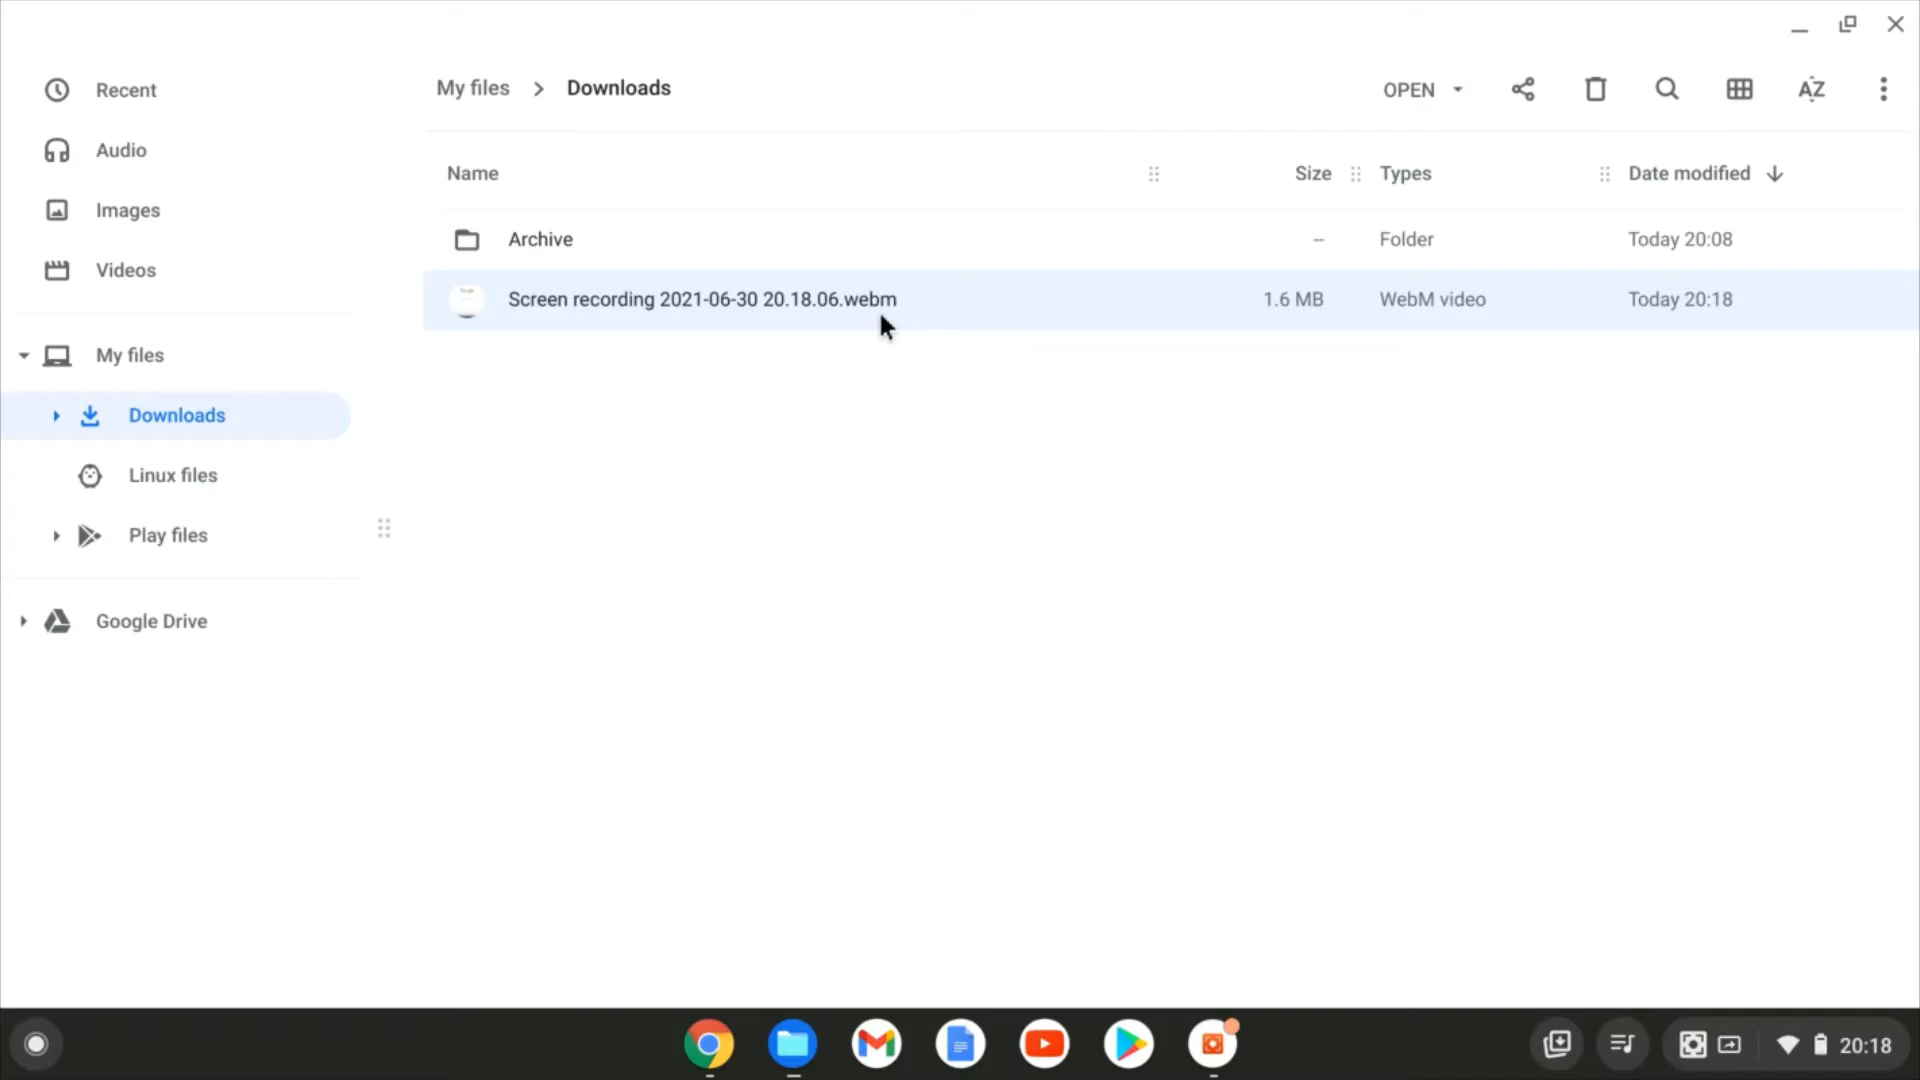 Recent
Audio
Images
Videos
My files
Downloads
Linux files
Play files
Google Drive
My files > Downloads
OPEN
AZ
Name Size Types Date modified
Archive -- Folder Today 20:08
Screen recording 2021-06-30 20.18.06.webm 1.6 MB WebM video Today 20:18
20:18